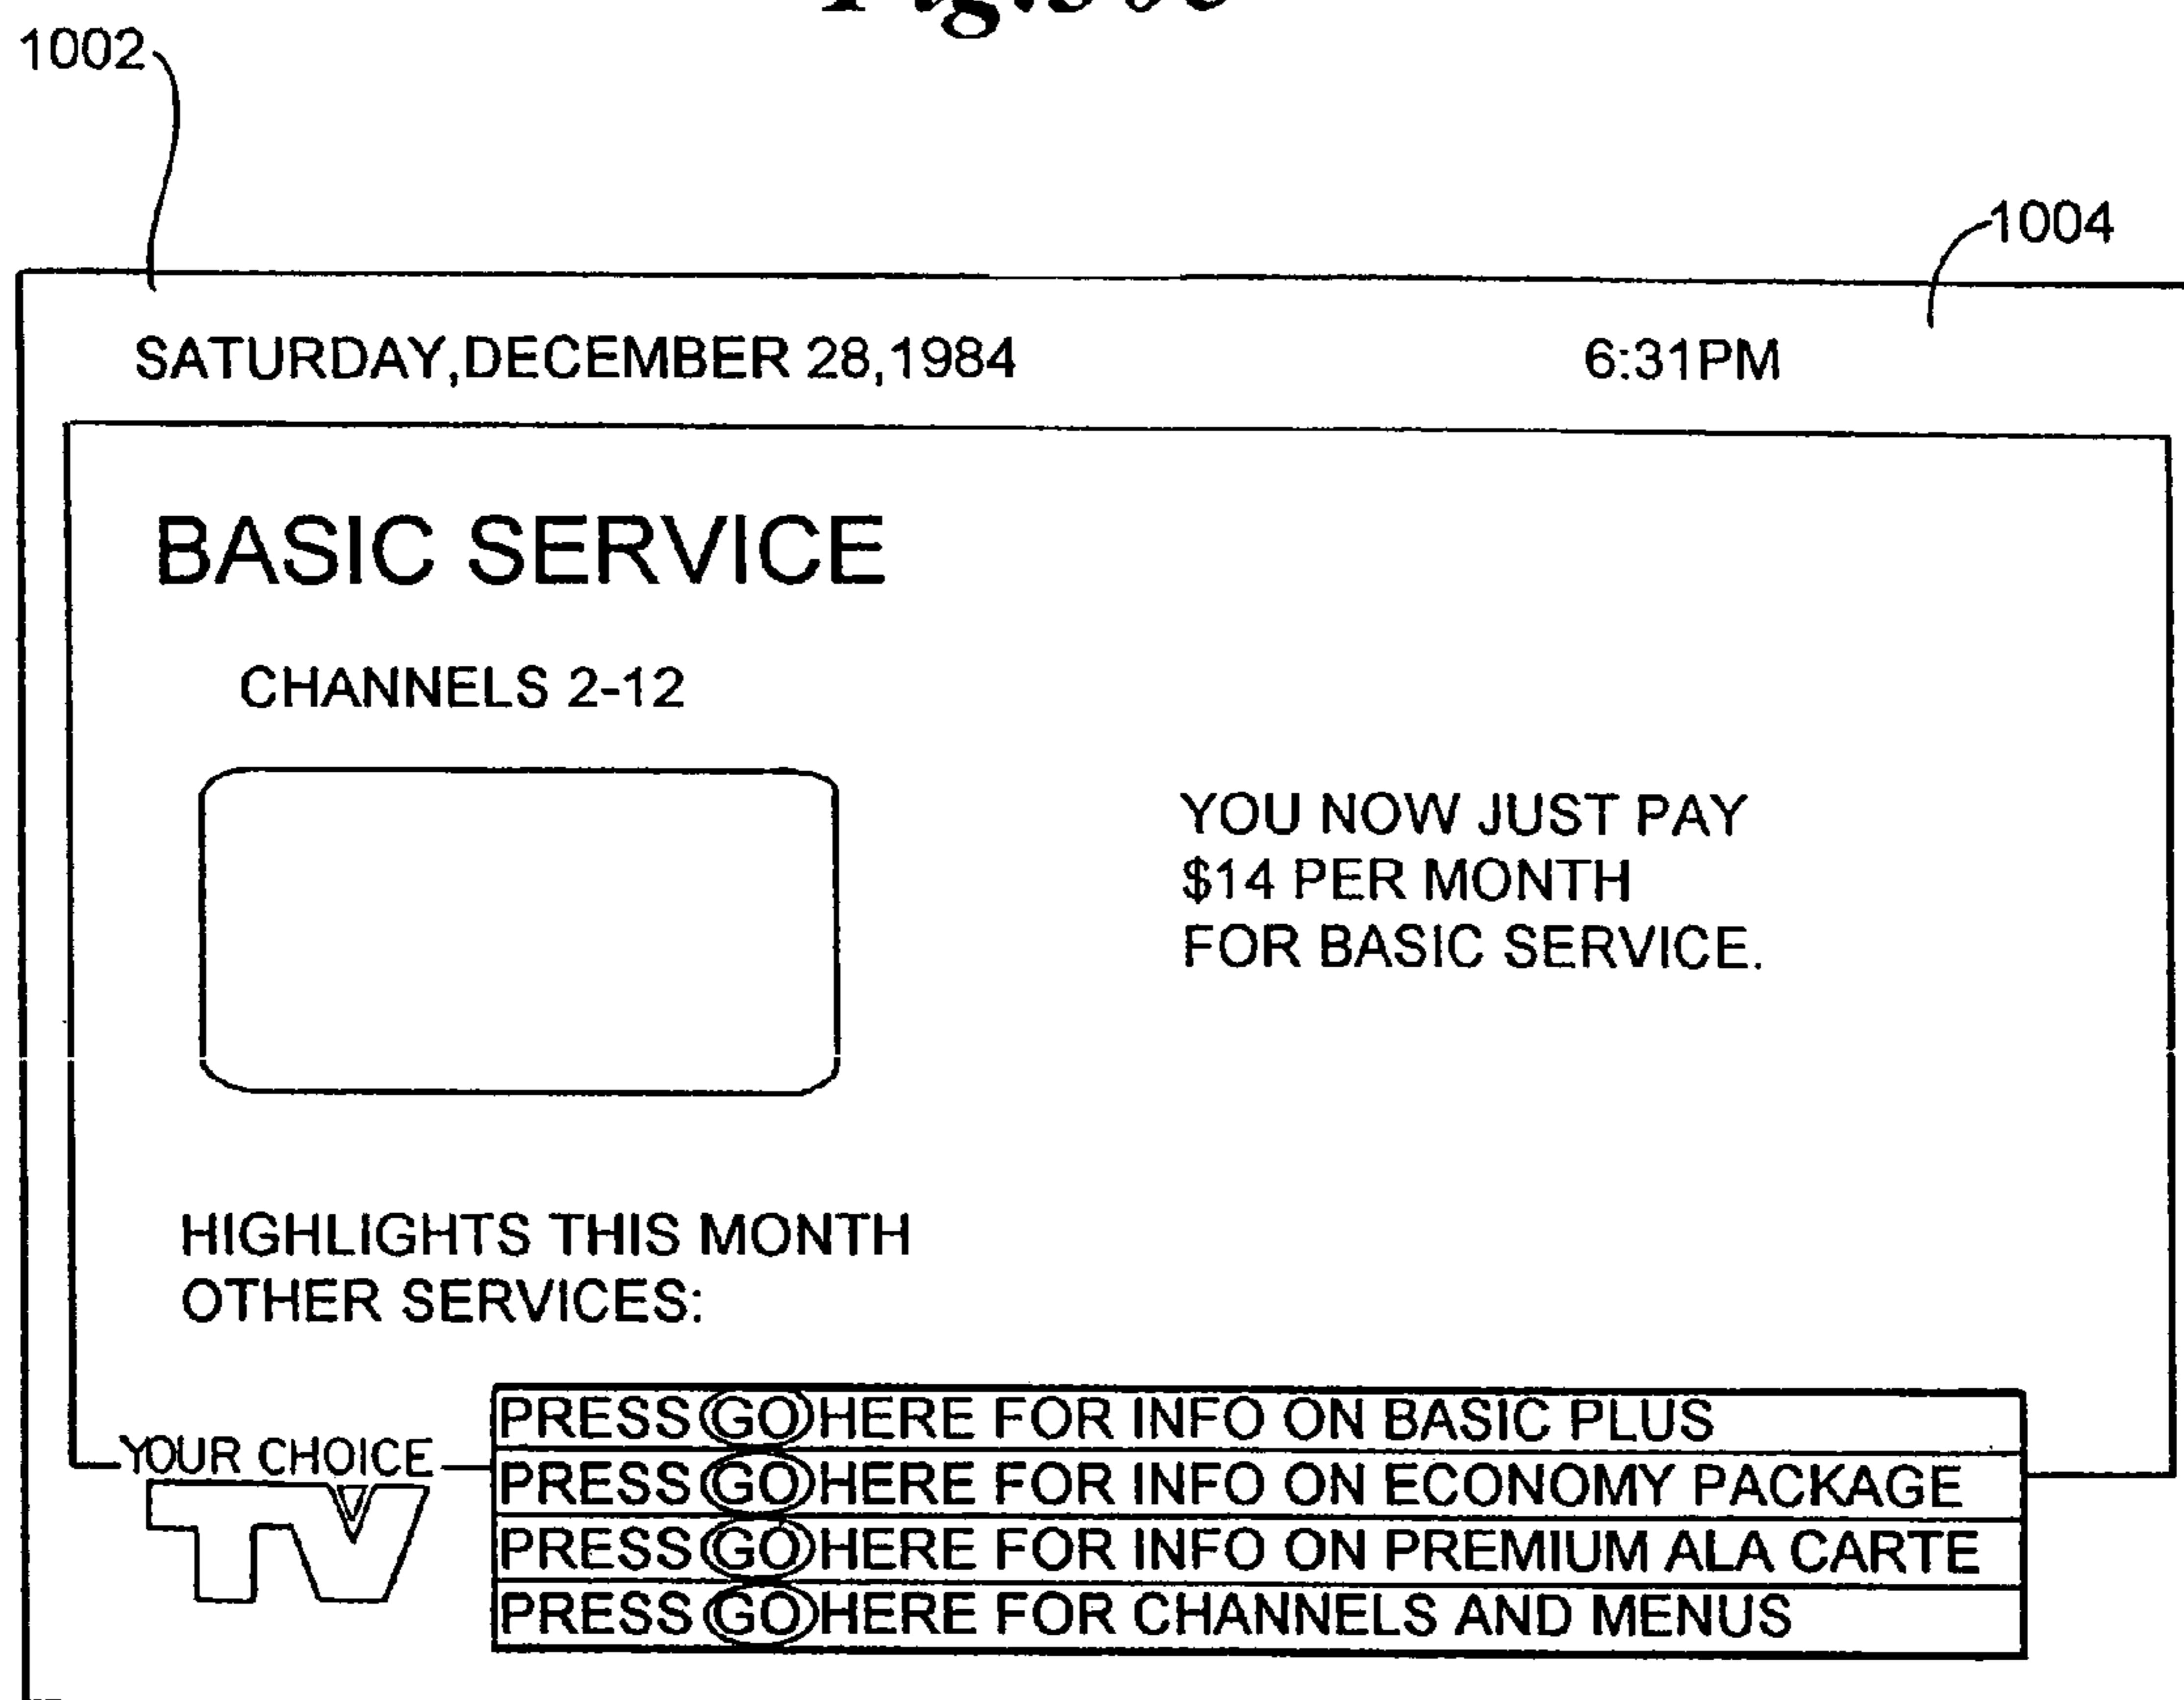 1002
1004
SATURDAY,DECEMBER 28,1984 6:31PM
BASIC SERVICE
CHANNELS 2-12
YOU NOW JUST PAY
$14 PER MONTH
FOR BASIC SERVICE.
HIGHLIGHTS THIS MONTH
OTHER SERVICES:
YOUR CHOICE
TV
PRESS GO HERE FOR INFO ON BASIC PLUS
PRESS GO HERE FOR INFO ON ECONOMY PACKAGE
PRESS GO HERE FOR INFO ON PREMIUM ALA CARTE
PRESS GO HERE FOR CHANNELS AND MENUS